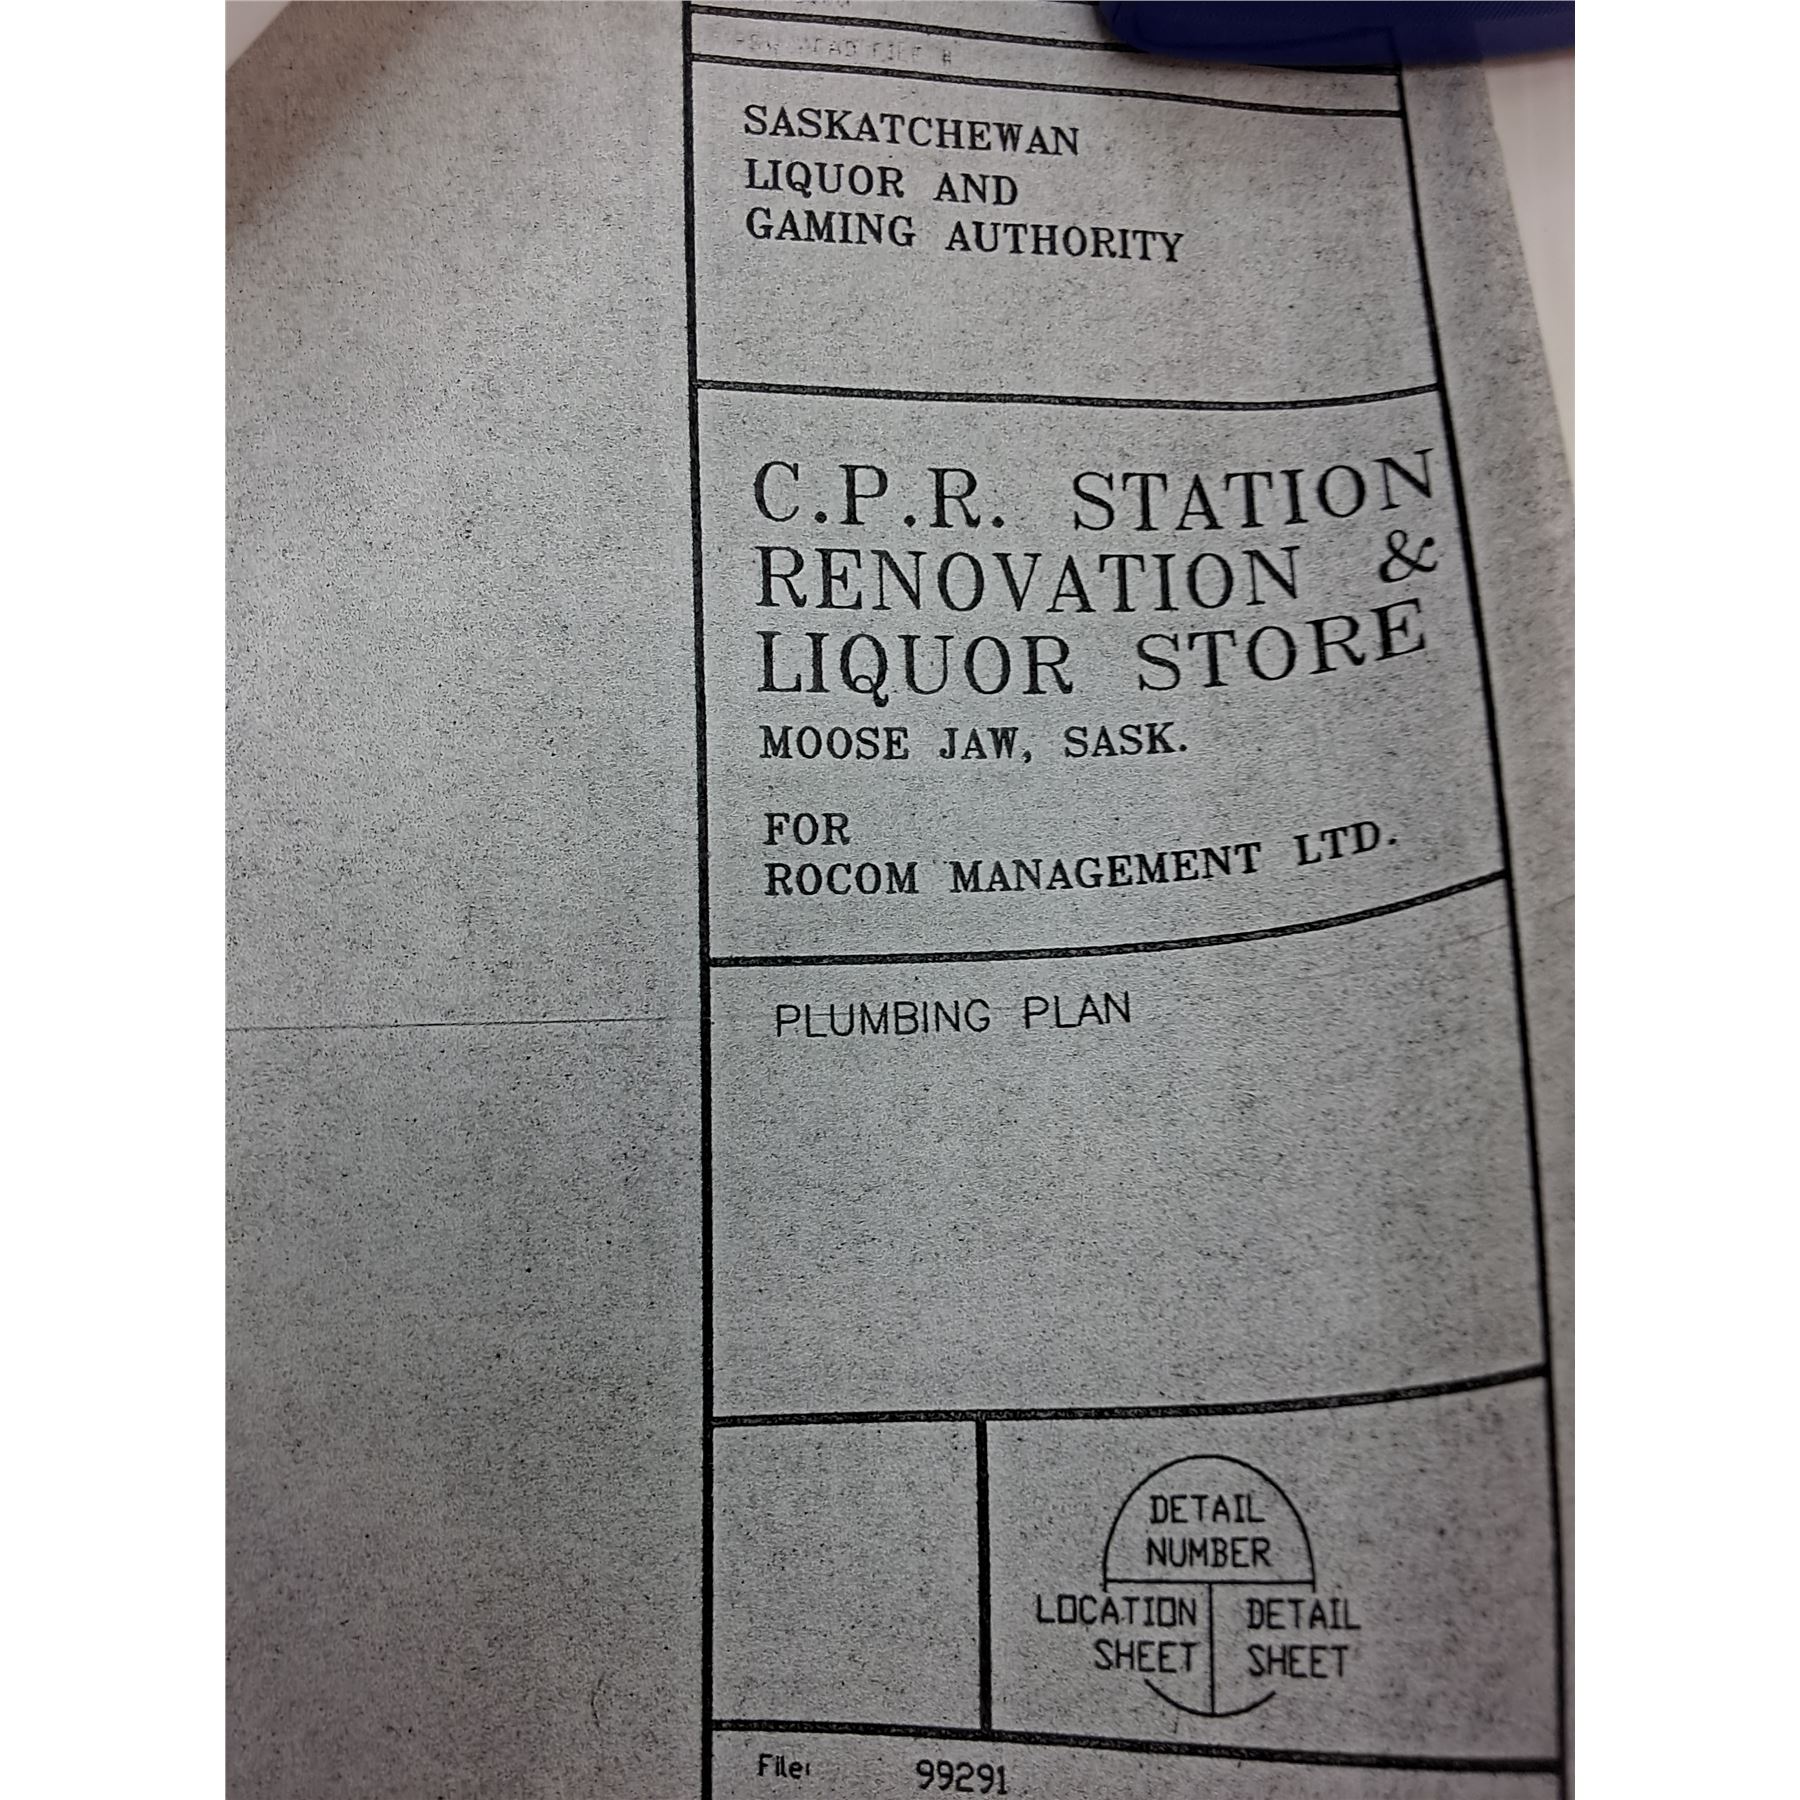 SASKATCHEWAN
LIQUOR AND
GAMING AUTHORITY
C.P.R. STATION
RENOVATION &
LIQUOR STORE
MOOSE JAW, SASK.
FOR
ROCOM MANAGEMENT LTD.
PLUMBING PLAN
DETAIL
NUMBER
LOCATION
SHEET
DETAIL
SHEET
File: 99291